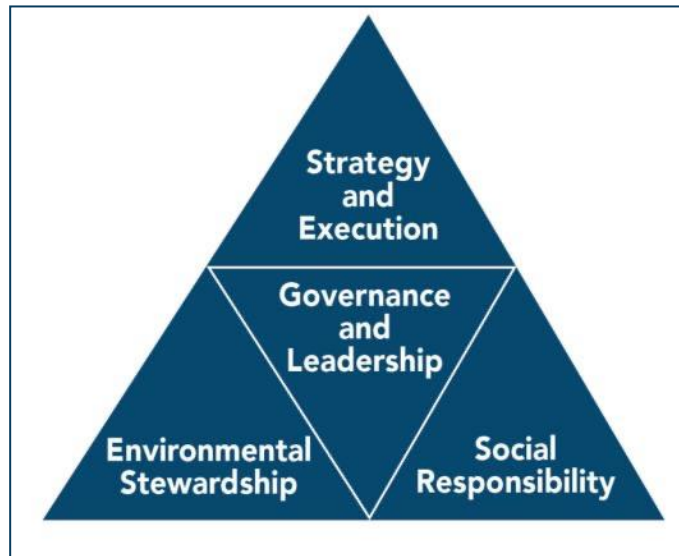 Strategy
and
Execution
Governance
and
Leadership
Environmental
Stewardship
Social
Responsibility